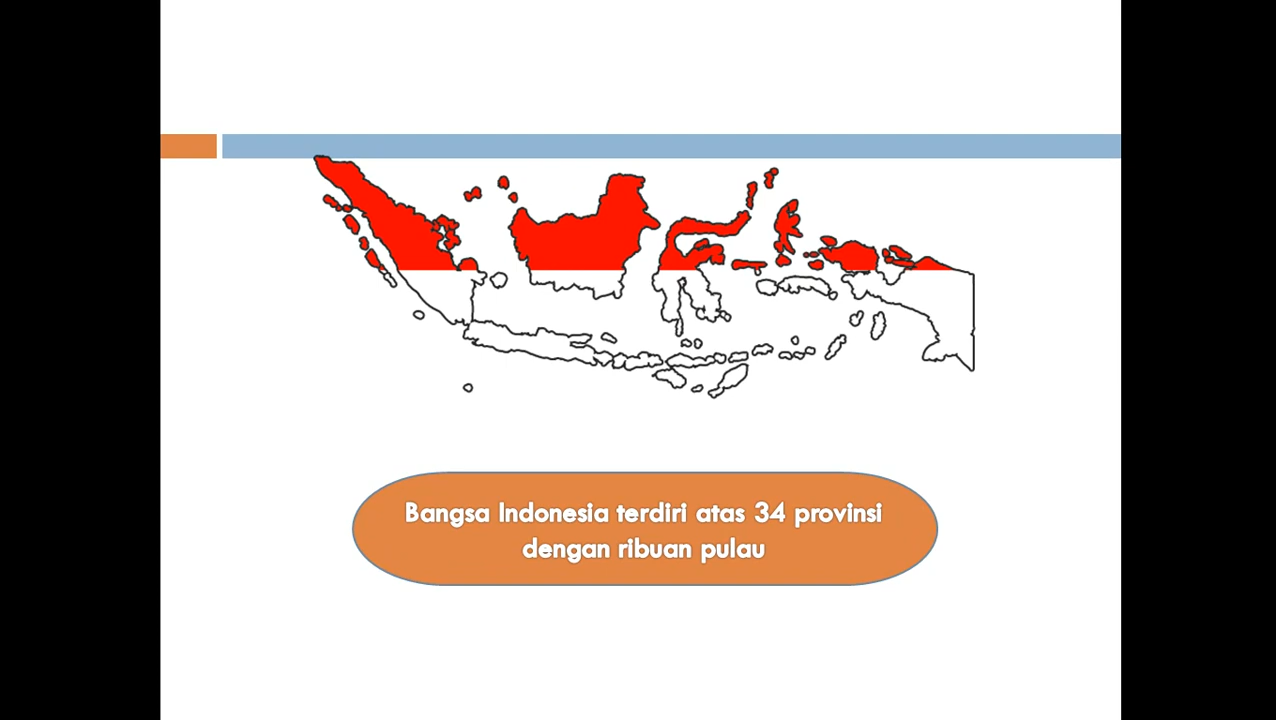 Bangsa Indonesia terdiri atas 34 provinsi
dengan ribuan pulau